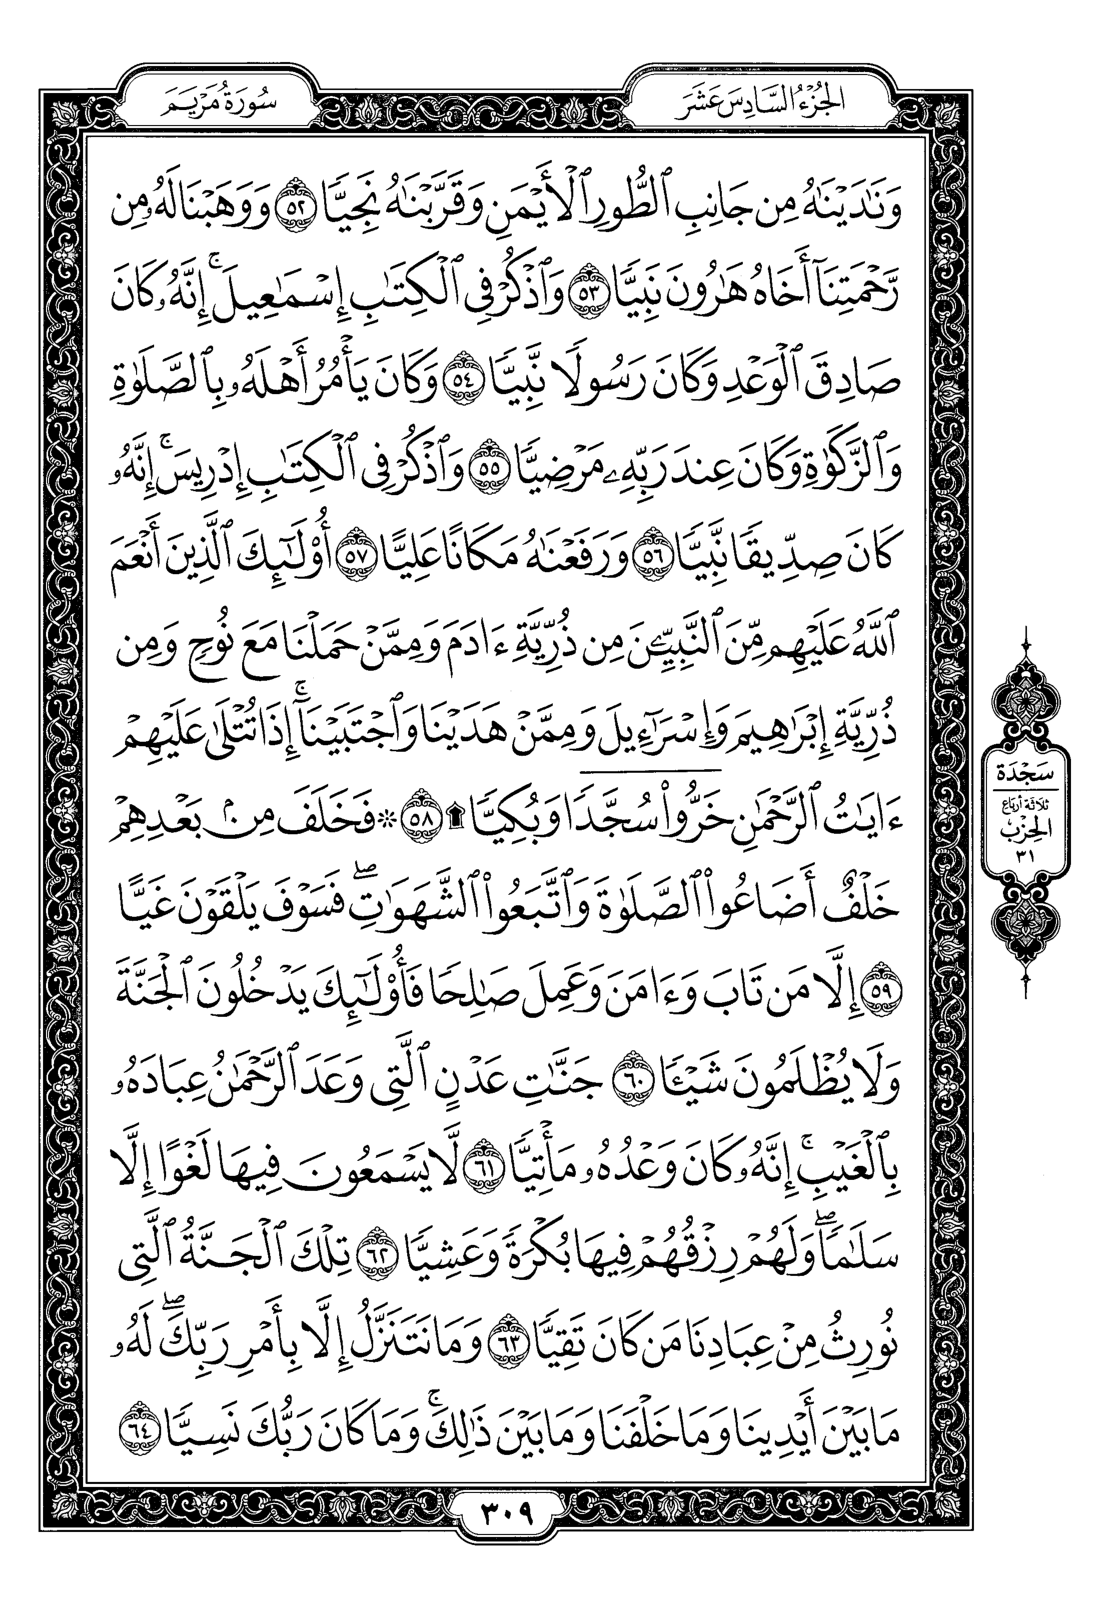 الجُزْءُ السَّادِسَ عَشَرَ
سُورَةُ مَرْيَمَ
وَنَٰدَيْنَٰهُ مِن جَانِبِ ٱلطُّورِ ٱلْأَيْمَنِ وَقَرَّبْنَٰهُ نَجِيًّا ٥٢ وَوَهَبْنَا لَهُۥ مِن
رَّحْمَتِنَآ أَخَاهُ هَٰرُونَ نَبِيًّا ٥٣ وَٱذْكُرْ فِى ٱلْكِتَٰبِ إِسْمَٰعِيلَ ۚ إِنَّهُۥ كَانَ
صَادِقَ ٱلْوَعْدِ وَكَانَ رَسُولًا نَّبِيًّا ٥٤ وَكَانَ يَأْمُرُ أَهْلَهُۥ بِٱلصَّلَوٰةِ
وَٱلزَّكَوٰةِ وَكَانَ عِندَ رَبِّهِۦ مَرْضِيًّا ٥٥ وَٱذْكُرْ فِى ٱلْكِتَٰبِ إِدْرِيسَ ۚ إِنَّهُۥ
كَانَ صِدِّيقًا نَّبِيًّا ٥٦ وَرَفَعْنَٰهُ مَكَانًا عَلِيًّا ٥٧ أُو۟لَٰٓئِكَ ٱلَّذِينَ أَنْعَمَ
ٱللَّهُ عَلَيْهِم مِّنَ ٱلنَّبِيِّۦنَ مِن ذُرِّيَّةِ ءَادَمَ وَمِمَّنْ حَمَلْنَا مَعَ نُوحٍ وَمِن
ذُرِّيَّةِ إِبْرَٰهِيمَ وَإِسْرَٰٓءِيلَ وَمِمَّنْ هَدَيْنَا وَٱجْتَبَيْنَآ ۚ إِذَا تُتْلَىٰ عَلَيْهِمْ
ءَايَٰتُ ٱلرَّحْمَٰنِ خَرُّوا۟ سُجَّدًا وَبُكِيًّا ۩ ٥٨ ۞ فَخَلَفَ مِنۢ بَعْدِهِمْ
خَلْفٌ أَضَاعُوا۟ ٱلصَّلَوٰةَ وَٱتَّبَعُوا۟ ٱلشَّهَوَٰتِ ۖ فَسَوْفَ يَلْقَوْنَ غَيًّا
٥٩ إِلَّا مَن تَابَ وَءَامَنَ وَعَمِلَ صَٰلِحًا فَأُو۟لَٰٓئِكَ يَدْخُلُونَ ٱلْجَنَّةَ
وَلَا يُظْلَمُونَ شَيْـًٔا ٦٠ جَنَّٰتِ عَدْنٍ ٱلَّتِى وَعَدَ ٱلرَّحْمَٰنُ عِبَادَهُۥ
بِٱلْغَيْبِ ۚ إِنَّهُۥ كَانَ وَعْدُهُۥ مَأْتِيًّا ٦١ لَّا يَسْمَعُونَ فِيهَا لَغْوًا إِلَّا
سَلَٰمًا ۖ وَلَهُمْ رِزْقُهُمْ فِيهَا بُكْرَةً وَعَشِيًّا ٦٢ تِلْكَ ٱلْجَنَّةُ ٱلَّتِى
نُورِثُ مِنْ عِبَادِنَا مَن كَانَ تَقِيًّا ٦٣ وَمَا نَتَنَزَّلُ إِلَّا بِأَمْرِ رَبِّكَ ۖ لَهُۥ
مَا بَيْنَ أَيْدِينَا وَمَا خَلْفَنَا وَمَا بَيْنَ ذَٰلِكَ ۚ وَمَا كَانَ رَبُّكَ نَسِيًّا ٦٤
سَجْدَة
ثلاثة أرباع
الحِزْب
٣١
٣٠٩